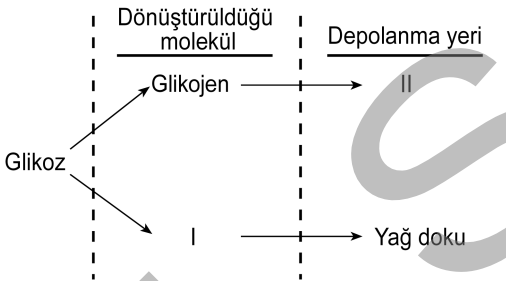 Dönüştürüldüğü
molekül
Depolanma yeri
Glikojen
II
Glikoz
I
Yağ doku